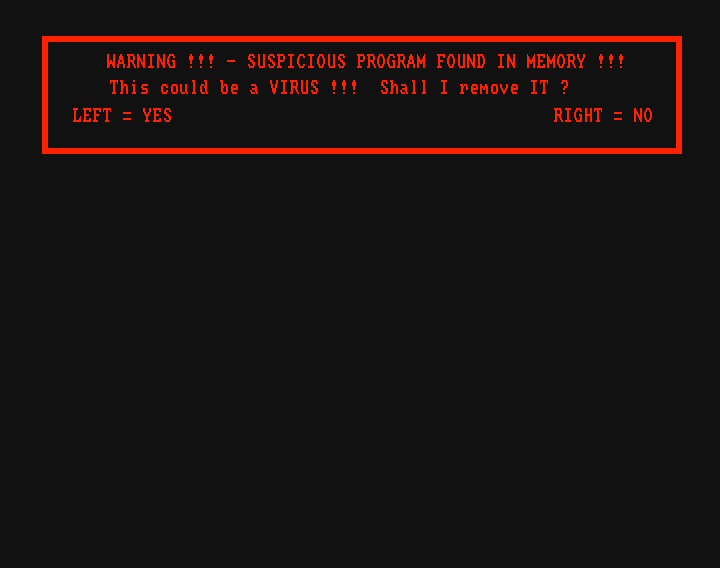 WARNING !!! - SUSPICIOUS PROGRAM FOUND IN MEMORY !!!
This could be a VIRUS !!!  Shall I remove IT ?
LEFT = YES RIGHT = NO